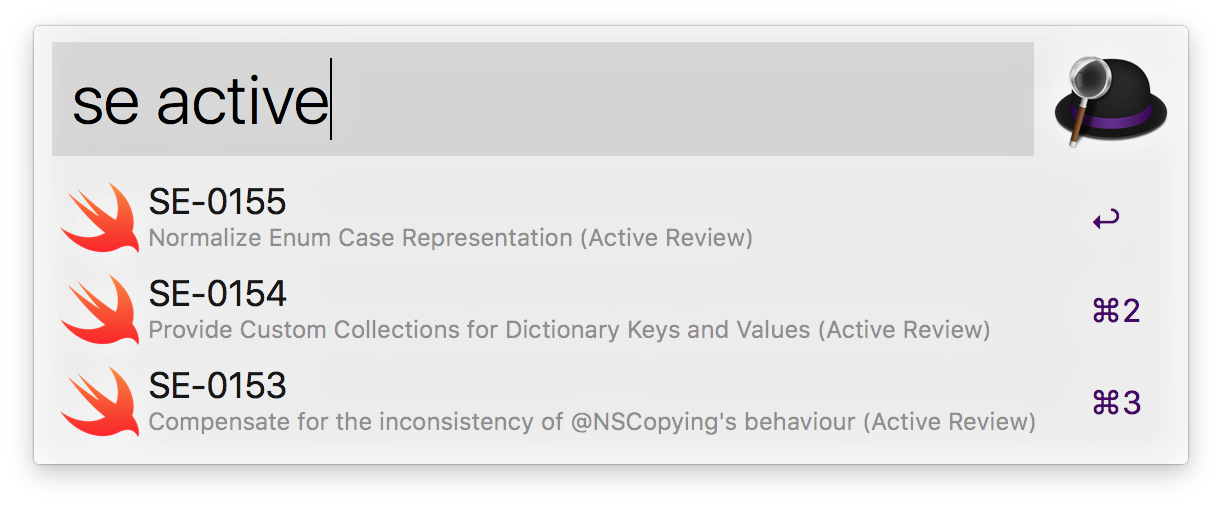 se active
SE-0155
Normalize Enum Case Representation (Active Review)
↩
SE-0154
Provide Custom Collections for Dictionary Keys and Values (Active Review)
⌘2
SE-0153
Compensate for the inconsistency of @NSCopying's behaviour (Active Review)
⌘3